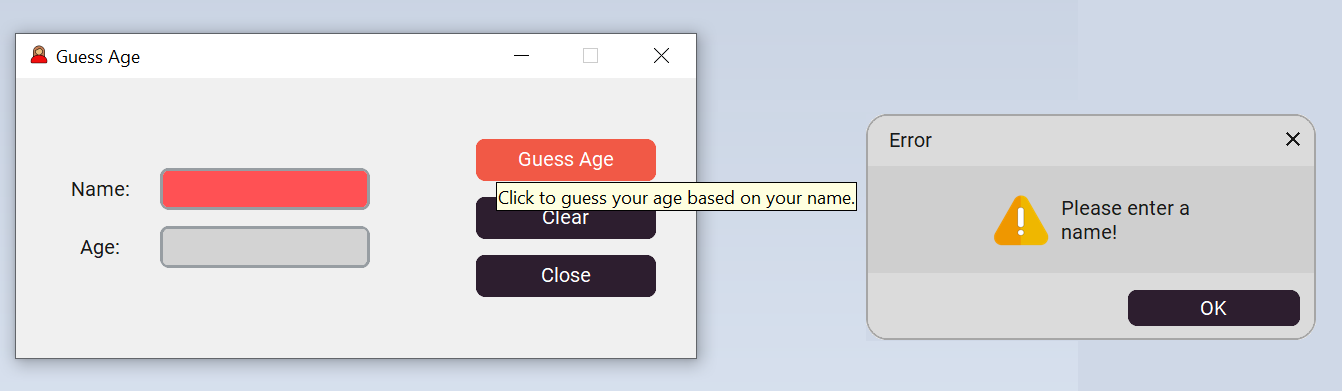 Guess Age
Name:
Age:
Guess Age
Click to guess your age based on your name.
Clear
Close
Error
Please enter a
name!
OK